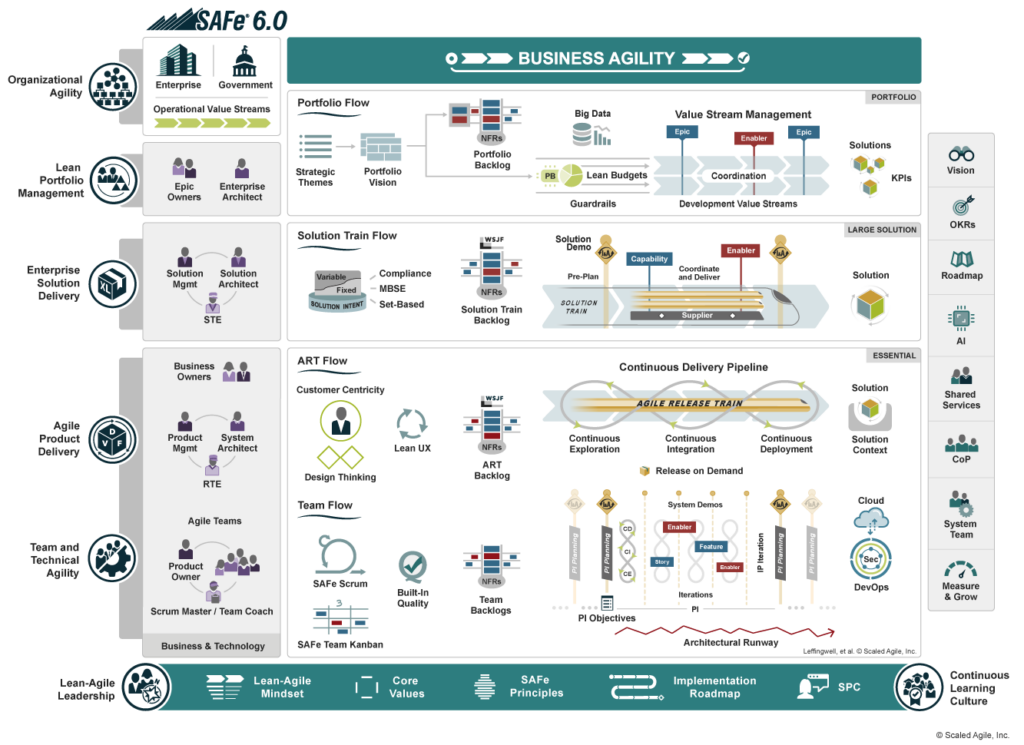 SAFe® 6.0
Organizational
Agility
Enterprise
Government
Operational Value Streams
BUSINESS AGILITY
Lean
Portfolio
Management
Epic
Owners
Enterprise
Architect
PORTFOLIO
Portfolio Flow
Strategic
Themes
Portfolio
Vision
NFRs
Portfolio
Backlog
Big Data
PB
Lean Budgets
Guardrails
Value Stream Management
Epic
Enabler
Epic
Coordination
Development Value Streams
Solutions
KPIs
Enterprise
Solution
Delivery
XL
Solution
Mgmt
Solution
Architect
STE
LARGE SOLUTION
Solution Train Flow
Variable
Fixed
SOLUTION INTENT
Compliance
MBSE
Set-Based
WSJF
NFRs
Solution Train
Backlog
Solution
Demo
I&A
Pre-Plan
Capability
Coordinate
and Deliver
Enabler
I&A
SOLUTION
TRAIN
Supplier
Solution
Agile
Product
Delivery
D
V
F
Business
Owners
Product
Mgmt
System
Architect
RTE
ESSENTIAL
ART Flow
Customer Centricity
Design Thinking
Lean UX
WSJF
NFRs
ART
Backlog
Continuous Delivery Pipeline
AGILE RELEASE TRAIN
Continuous
Exploration
Continuous
Integration
Continuous
Deployment
Release on Demand
Solution
Solution
Context
Team and
Technical
Agility
Agile Teams
Product
Owner
Scrum Master / Team Coach
Business & Technology
Team Flow
SAFe Scrum
3
SAFe Team Kanban
Built-In
Quality
NFRs
Team
Backlogs
I&A
I&A
PI Planning
PI Planning
CD
CI
CE
System Demos
Enabler
Feature
Story
Enabler
IP Iteration
I&A
I&A
PI Planning
PI Planning
Iterations
PI
PI Objectives
Architectural Runway
Cloud
Sec
DevOps
Leffingwell, et al. © Scaled Agile, Inc.
Vision
OKRs
Roadmap
AI
Shared
Services
CoP
System
Team
Measure
& Grow
Lean-Agile
Leadership
Lean-Agile
Mindset
Core
Values
SAFe
Principles
Implementation
Roadmap
SPC
Continuous
Learning
Culture
© Scaled Agile, Inc.